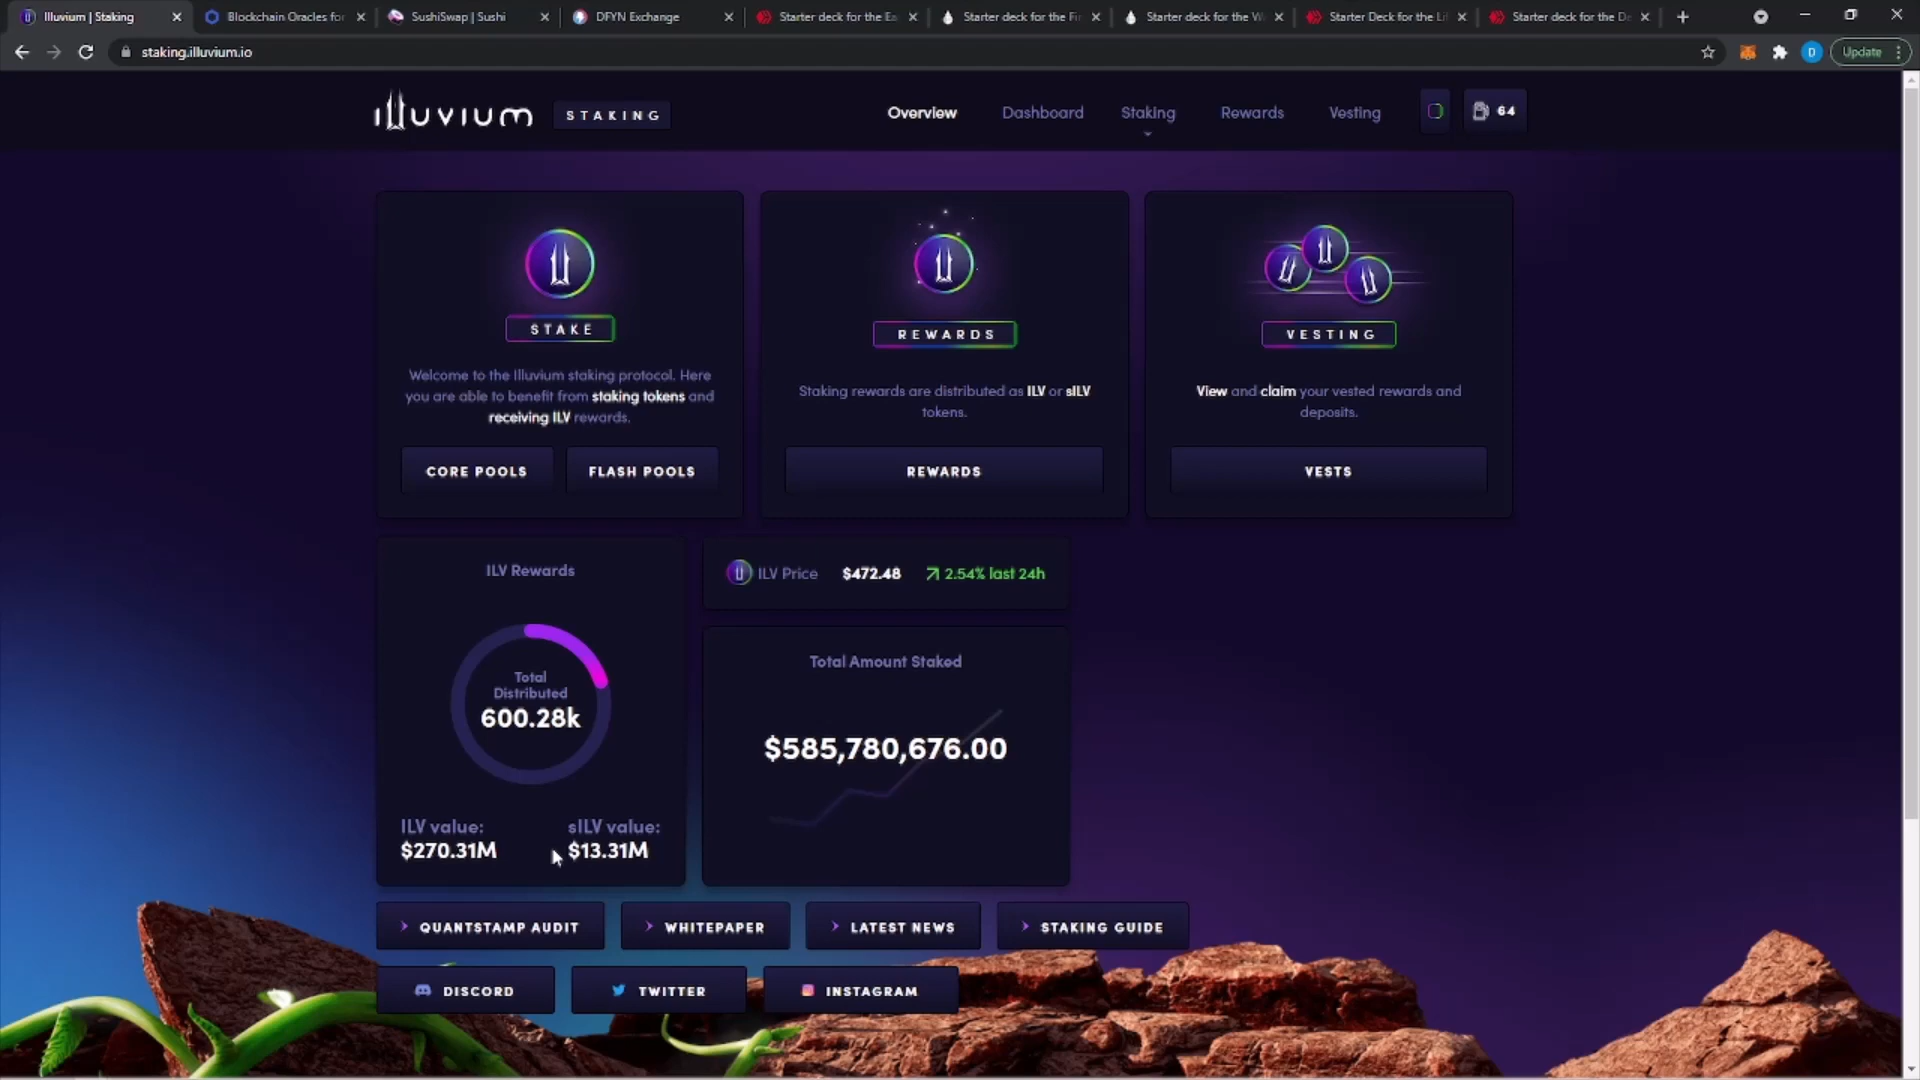 Illuvium | Staking
Blockchain Oracles for
SushiSwap | Sushi
DFYN Exchange
Starter deck for the Ea
Starter deck for the Fir
Starter deck for the W
Starter Deck for the Li
Starter deck for the De
staking.illuvium.io
D
Update
illuvium
STAKING
Overview
Dashboard
Staking
Rewards
Vesting
64
STAKE
Welcome to the Illuvium staking protocol. Here
you are able to benefit from staking tokens and
receiving ILV rewards.
CORE POOLS
FLASH POOLS
REWARDS
Staking rewards are distributed as ILV or sILV
tokens.
REWARDS
VESTING
View and claim your vested rewards and
deposits.
VESTS
ILV Rewards
Total
Distributed
600.28k
ILV value:
$270.31M
sILV value:
$13.31M
ILV Price $472.48 2.54% last 24h
Total Amount Staked
$585,780,676.00
QUANTSTAMP AUDIT
WHITEPAPER
LATEST NEWS
STAKING GUIDE
DISCORD
TWITTER
INSTAGRAM